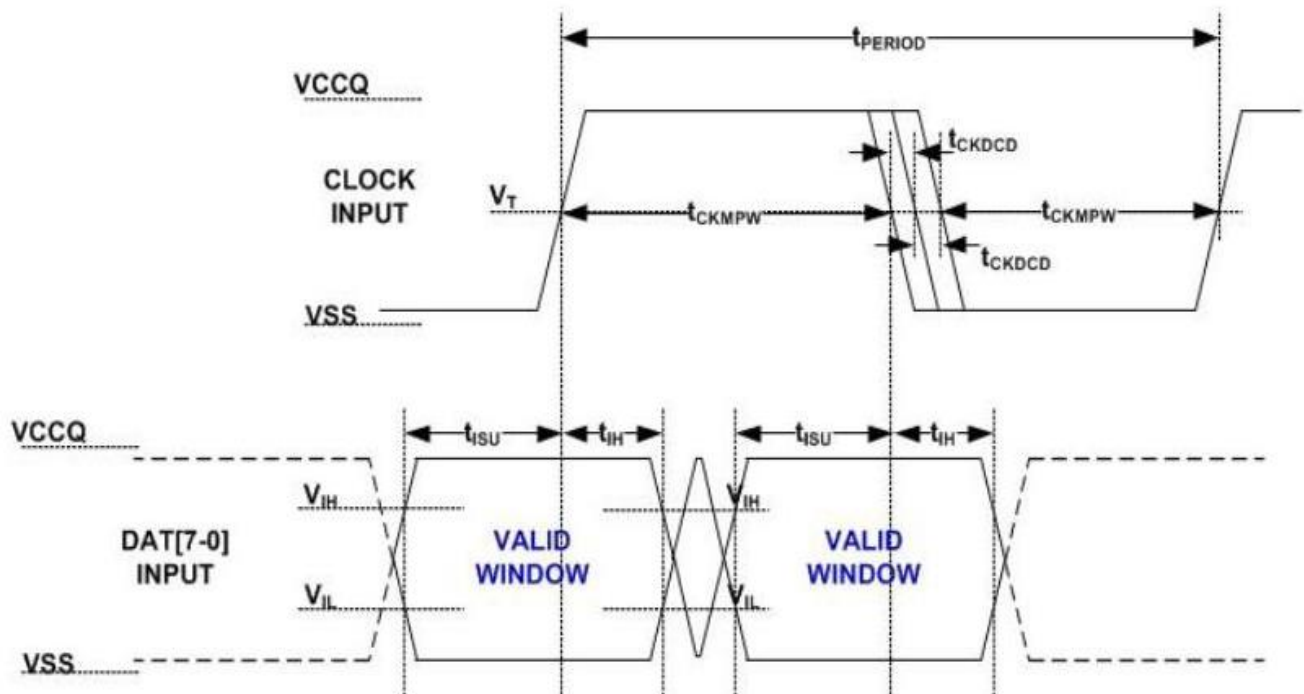 tPERIOD
VCCQ
tCKDCD
CLOCK
INPUT
VT
tCKMPW
tCKMPW
tCKDCD
VSS
VCCQ
tISU
tIH
tISU
tIH
VIH
VIH
DAT[7-0]
INPUT
VALID
WINDOW
VALID
WINDOW
VIL
VIL
VSS